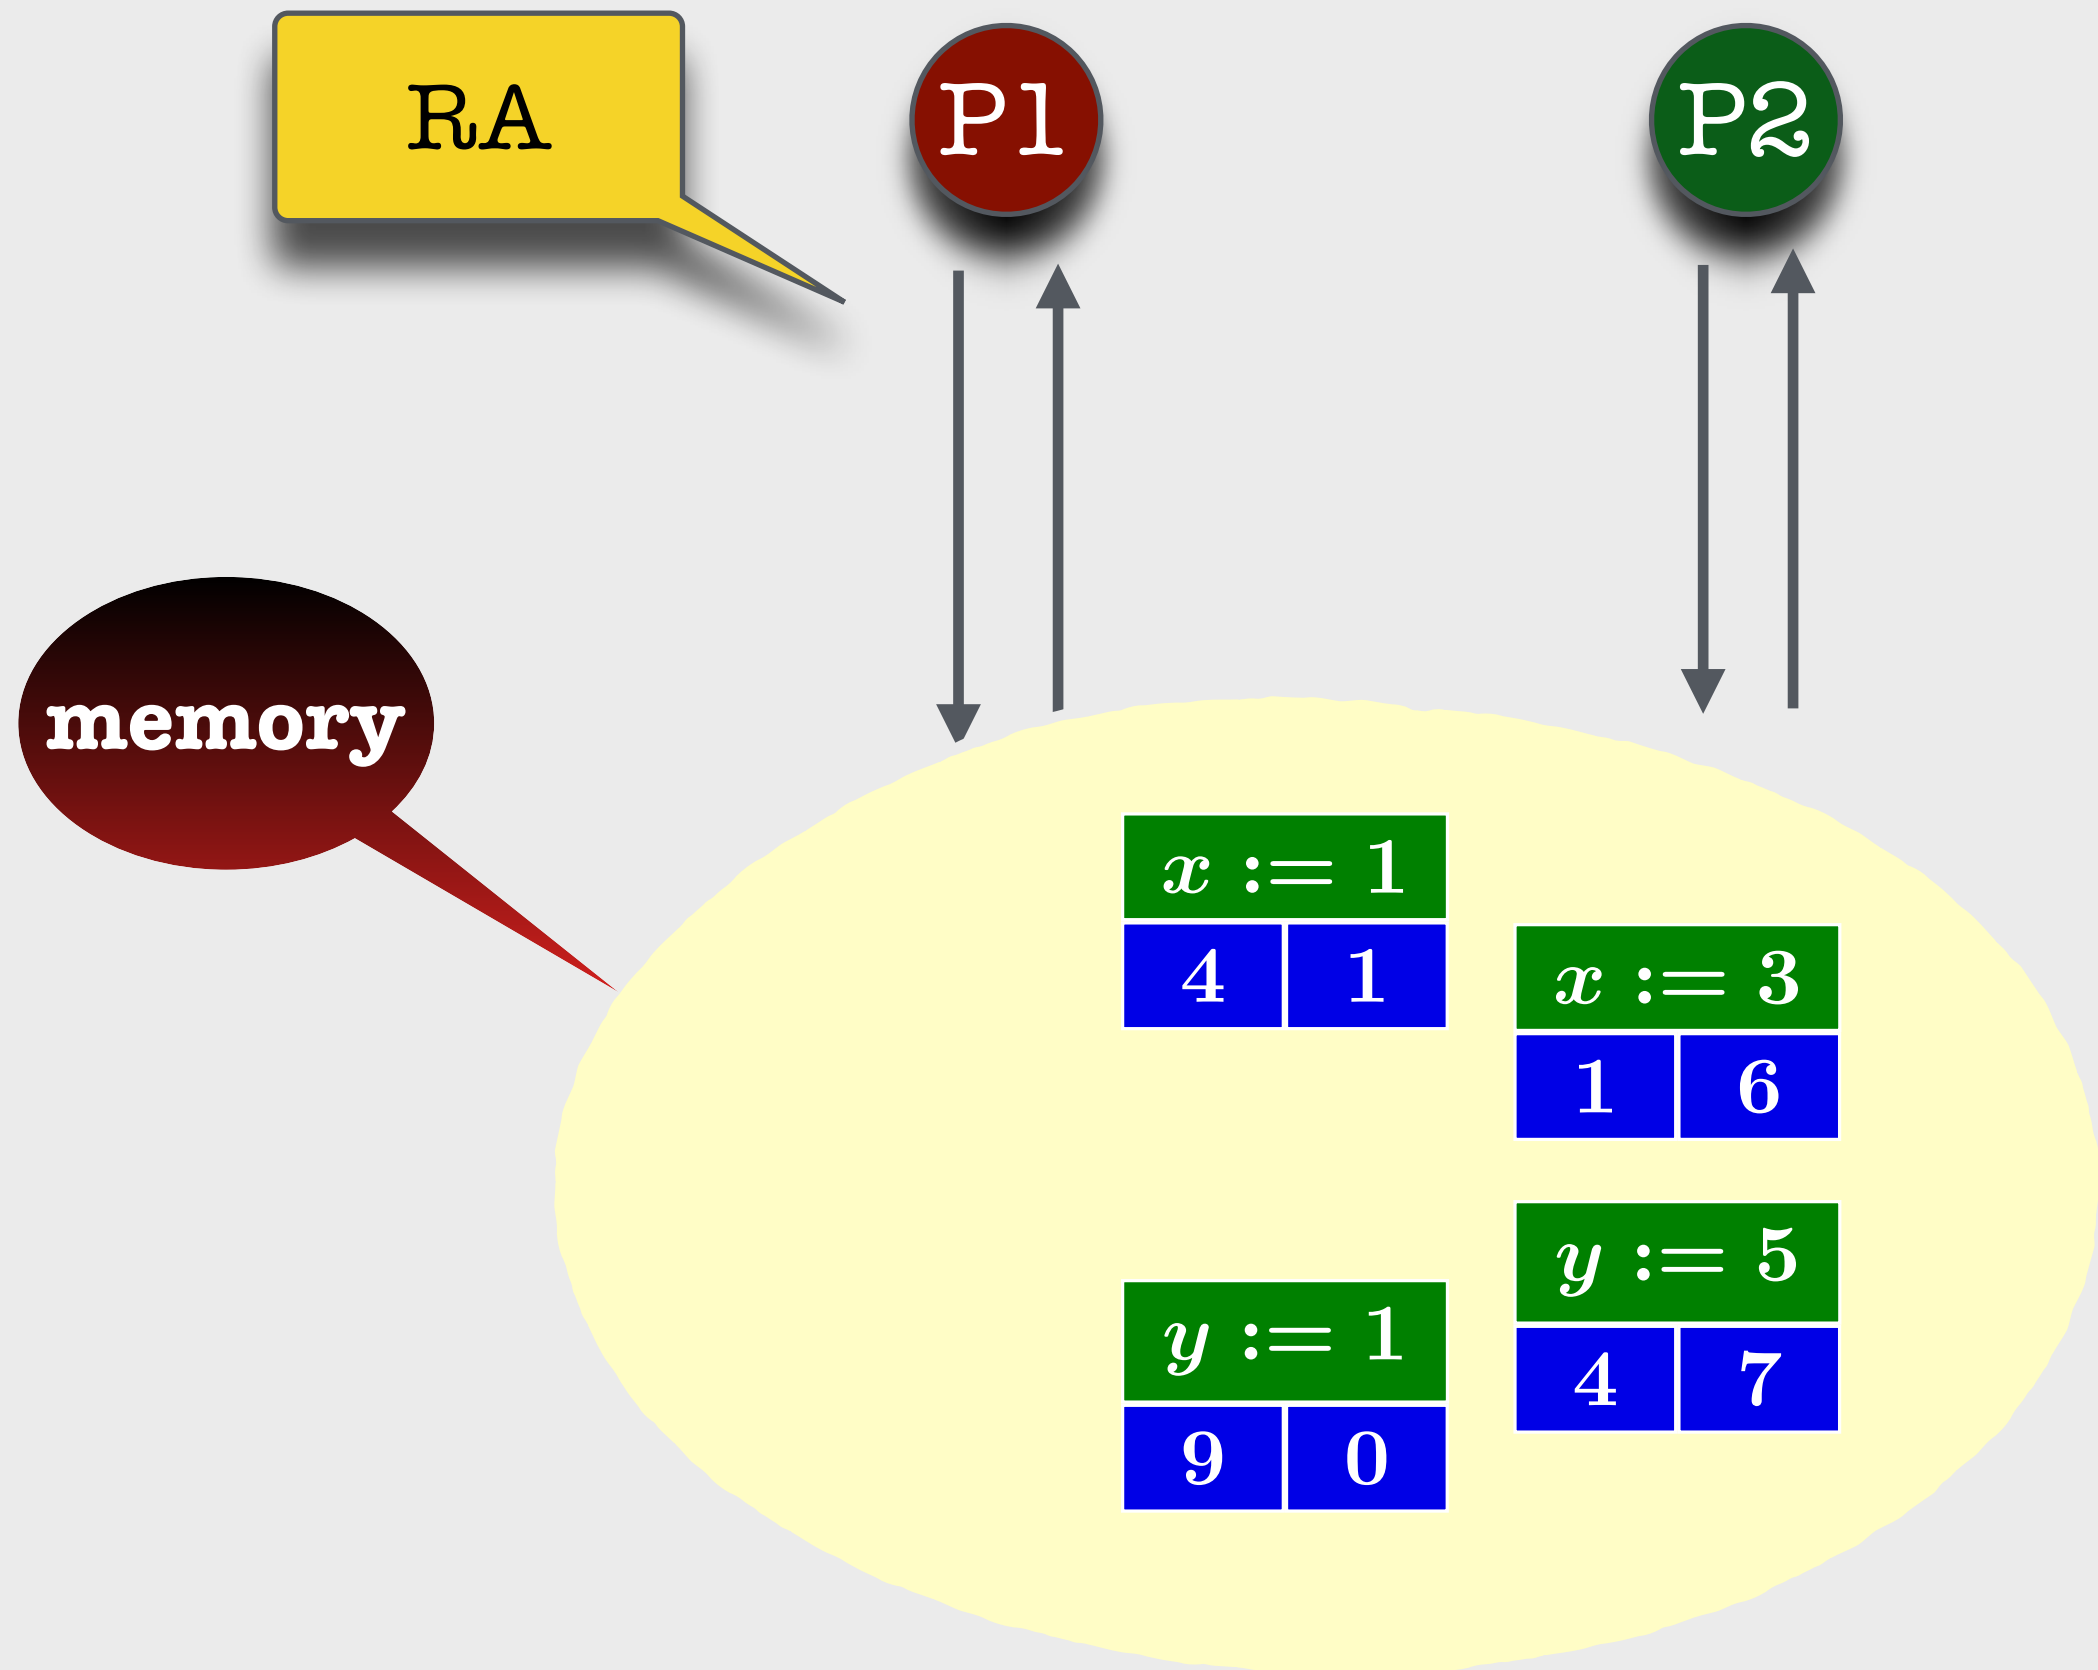 RA
P1
P2
memory
x := 1
4 1
x := 3
1 6
y := 5
4 7
y := 1
9 0